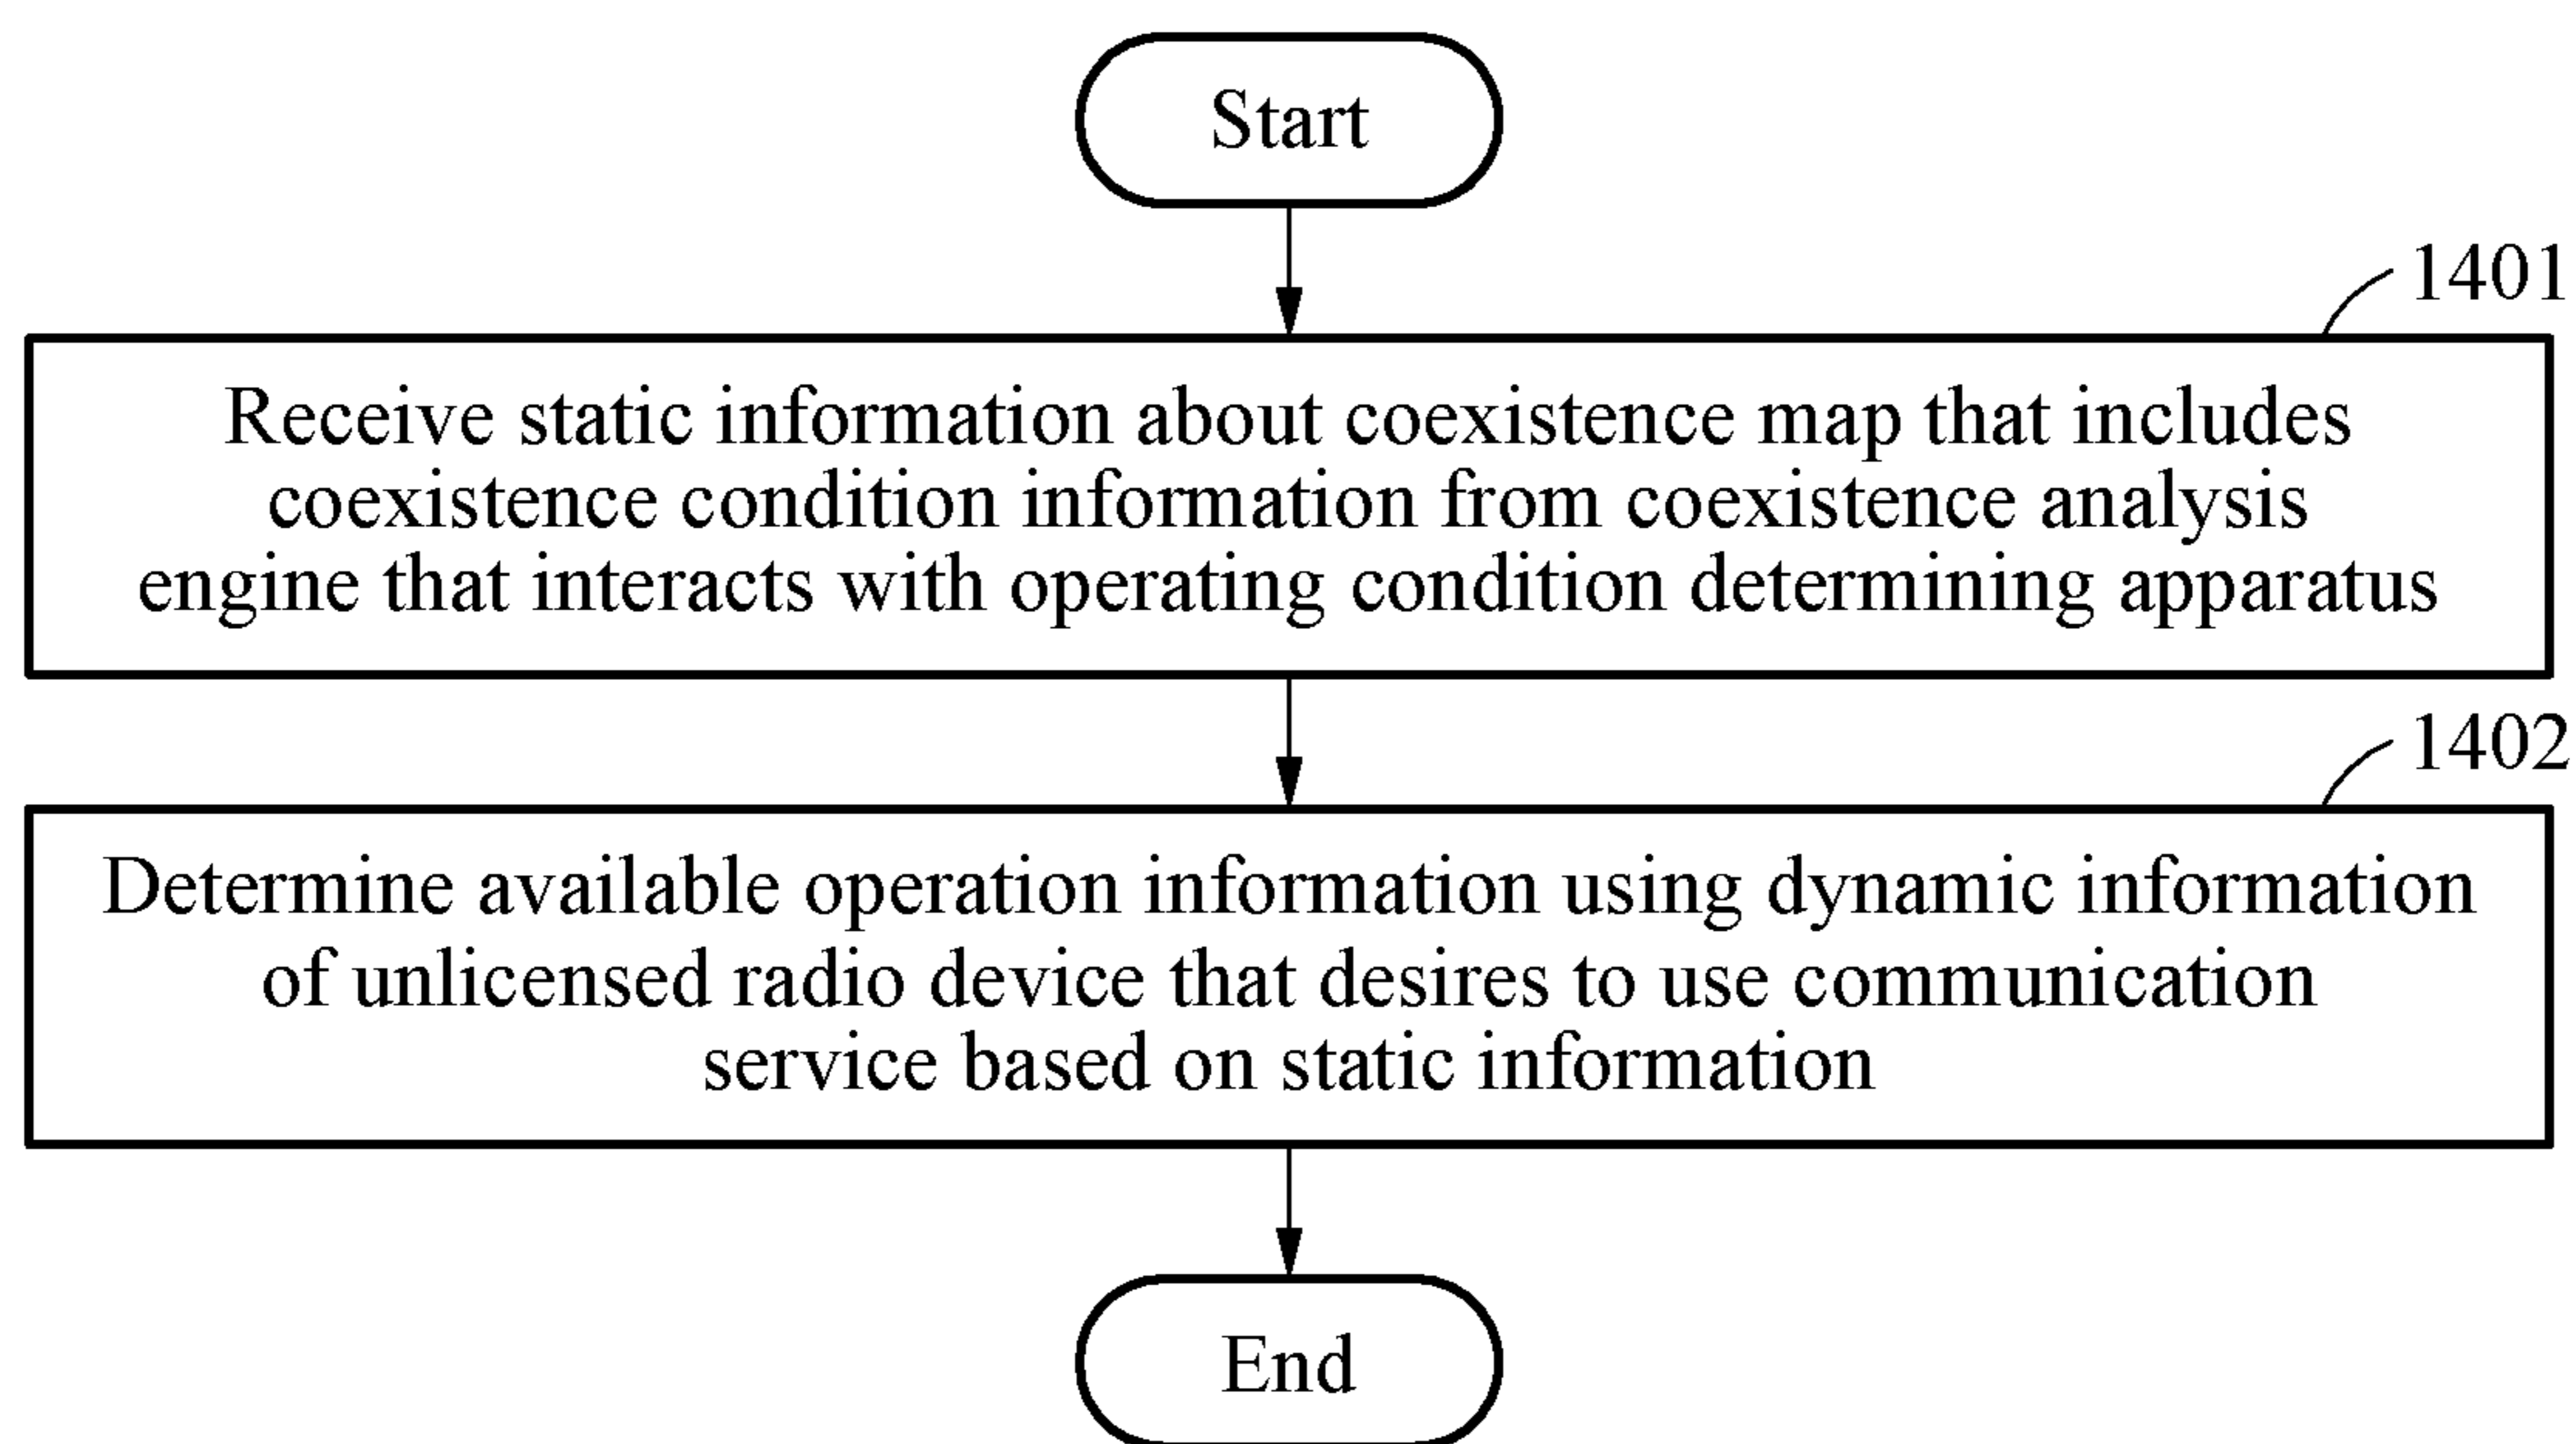 Start
1401
Receive static information about coexistence map that includes
coexistence condition information from coexistence analysis
engine that interacts with operating condition determining apparatus
1402
Determine available operation information using dynamic information
of unlicensed radio device that desires to use communication
service based on static information
End